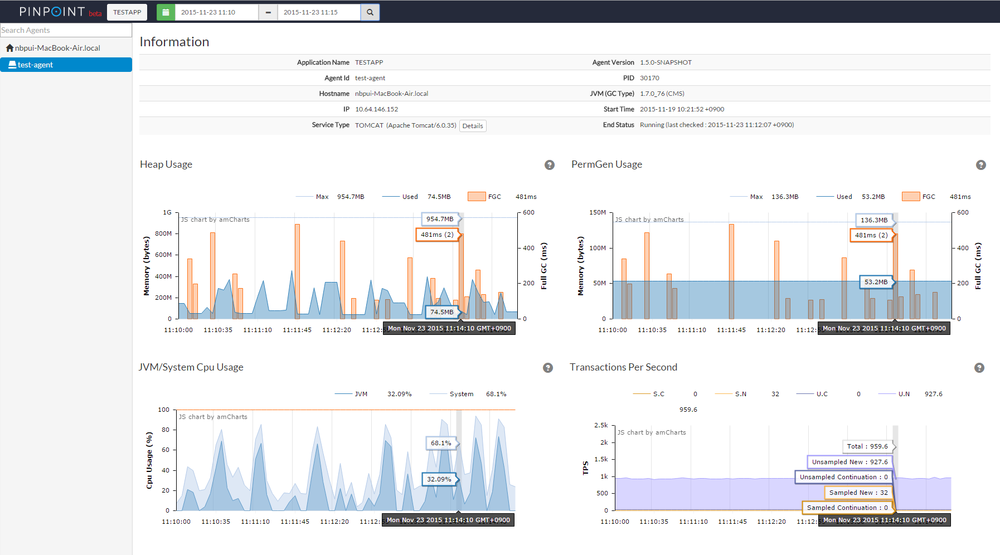 PINPOINT beta TESTAPP 2015-11-23 11:10 – 2015-11-23 11:15
Search Agents
nbpui-MacBook-Air.local
test-agent
Information
Application Name TESTAPP Agent Version 1.5.0-SNAPSHOT
Agent Id test-agent PID 30170
Hostname nbpui-MacBook-Air.local JVM (GC Type) 1.7.0_76 (CMS)
IP 10.64.146.152 Start Time 2015-11-19 10:21:52 +0900
Service Type TOMCAT (Apache Tomcat/6.0.35) Details End Status Running (last checked : 2015-11-23 11:12:07 +0900)
Heap Usage ?
Max 954.7MB Used 74.5MB FGC 481ms
JS chart by amCharts
1G
800M
600M
400M
200M
0
Memory (bytes)
600
400
200
0
Full GC (ms)
954.7MB
481ms (2)
74.5MB
11:10:00 11:10:35 11:11:10 11:11:45 11:12:20 11:12:5
Mon Nov 23 2015 11:14:10 GMT+0900
PermGen Usage ?
Max 136.3MB Used 53.2MB FGC 481ms
JS chart by amCharts
150M
100M
50M
0
Memory (bytes)
600
400
200
0
Full GC (ms)
136.3MB
481ms (2)
53.2MB
11:10:00 11:10:35 11:11:10 11:11:45 11:12:20 11:12:5
Mon Nov 23 2015 11:14:10 GMT+0900
JVM/System Cpu Usage ?
JVM 32.09% System 68.1%
JS chart by amCharts
100
80
60
40
20
0
Cpu Usage (%)
68.1%
32.09%
11:10:00 11:10:35 11:11:10 11:11:45 11:12:20 11:12:5
Mon Nov 23 2015 11:14:10 GMT+0900
Transactions Per Second ?
S.C 0 S.N 32 U.C 0 U.N 927.6
959.6
JS chart by amCharts
2.5k
2k
1.5k
1k
500
0
TPS
Total : 959.6
Unsampled New : 927.6
Unsampled Continuation : 0
Sampled New : 32
Sampled Continuation : 0
11:10:00 11:10:35 11:11:10 11:11:45 11:12:20 11:12:5
Mon Nov 23 2015 11:14:10 GMT+0900